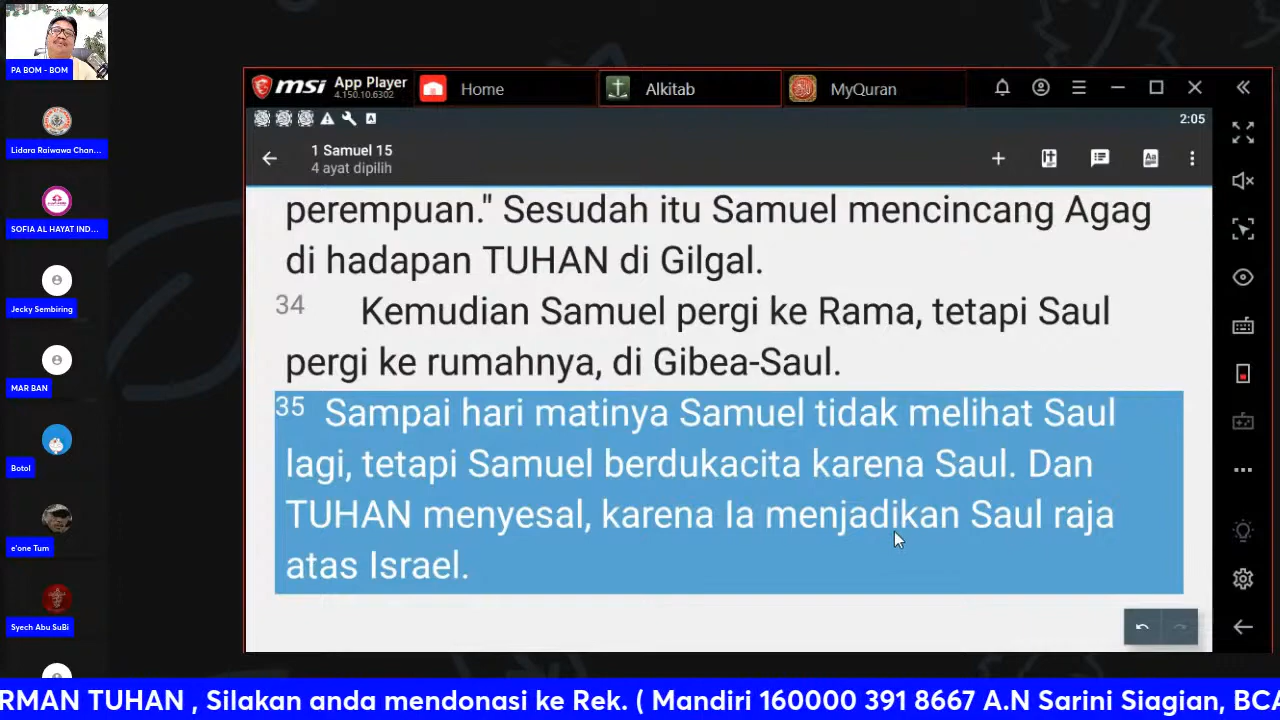 PA BOM - BOM
Lidara Raiwawa Chan...
SOFIA AL HAYAT IND...
Jecky Sembiring
MAR BAN
Botol
e'one Tum
Syech Abu SuBi
msi App Player
4.150.10.6302
Home
Alkitab
MyQuran
2:05
1 Samuel 15
4 ayat dipilih
perempuan." Sesudah itu Samuel mencincang Agag
di hadapan TUHAN di Gilgal.
34 Kemudian Samuel pergi ke Rama, tetapi Saul
pergi ke rumahnya, di Gibea-Saul.
35 Sampai hari matinya Samuel tidak melihat Saul
lagi, tetapi Samuel berdukacita karena Saul. Dan
TUHAN menyesal, karena Ia menjadikan Saul raja
atas Israel.
RMAN TUHAN , Silakan anda mendonasi ke Rek. ( Mandiri 160000 391 8667 A.N Sarini Siagian, BCA